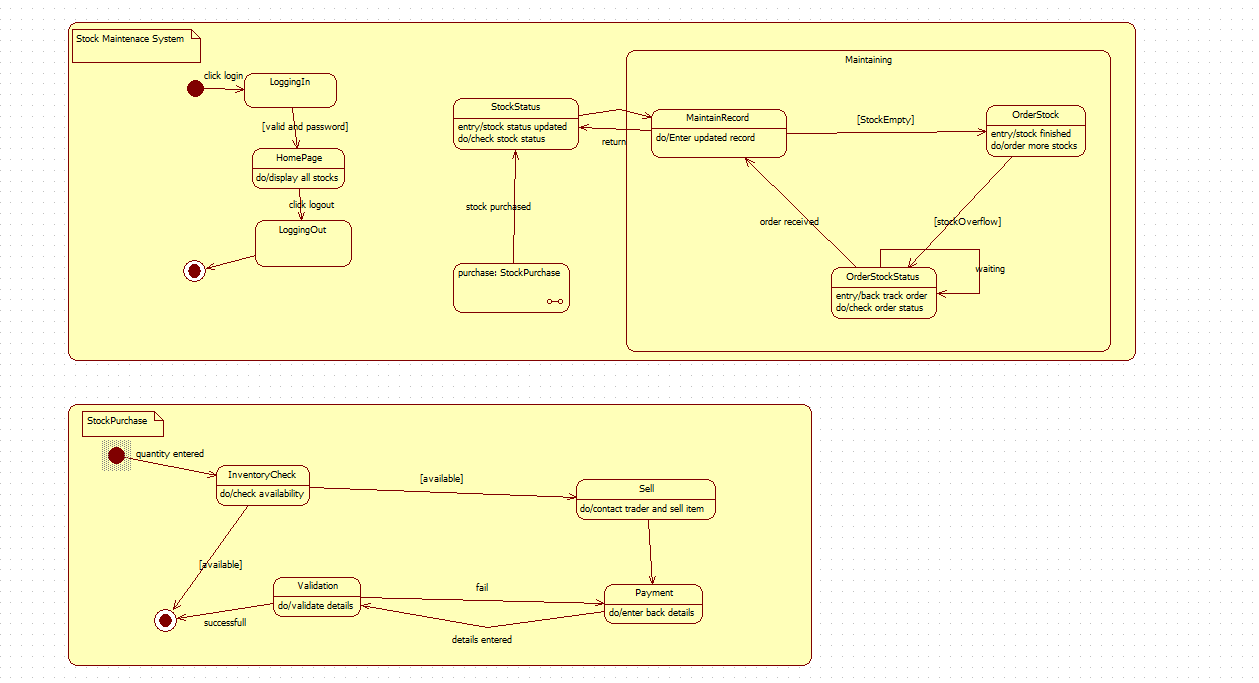 Stock Maintenace System
click login
LoggingIn
[valid and password]
HomePage
do/display all stocks
click logout
LoggingOut
StockStatus
entry/stock status updated
do/check stock status
return
stock purchased
purchase: StockPurchase
Maintaining
MaintainRecord
do/Enter updated record
[StockEmpty]
OrderStock
entry/stock finished
do/order more stocks
order received
[stockOverflow]
waiting
OrderStockStatus
entry/back track order
do/check order status
StockPurchase
quantity entered
InventoryCheck
do/check availability
[available]
Sell
do/contact trader and sell item
[available]
Validation
do/validate details
fail
Payment
do/enter back details
successfull
details entered